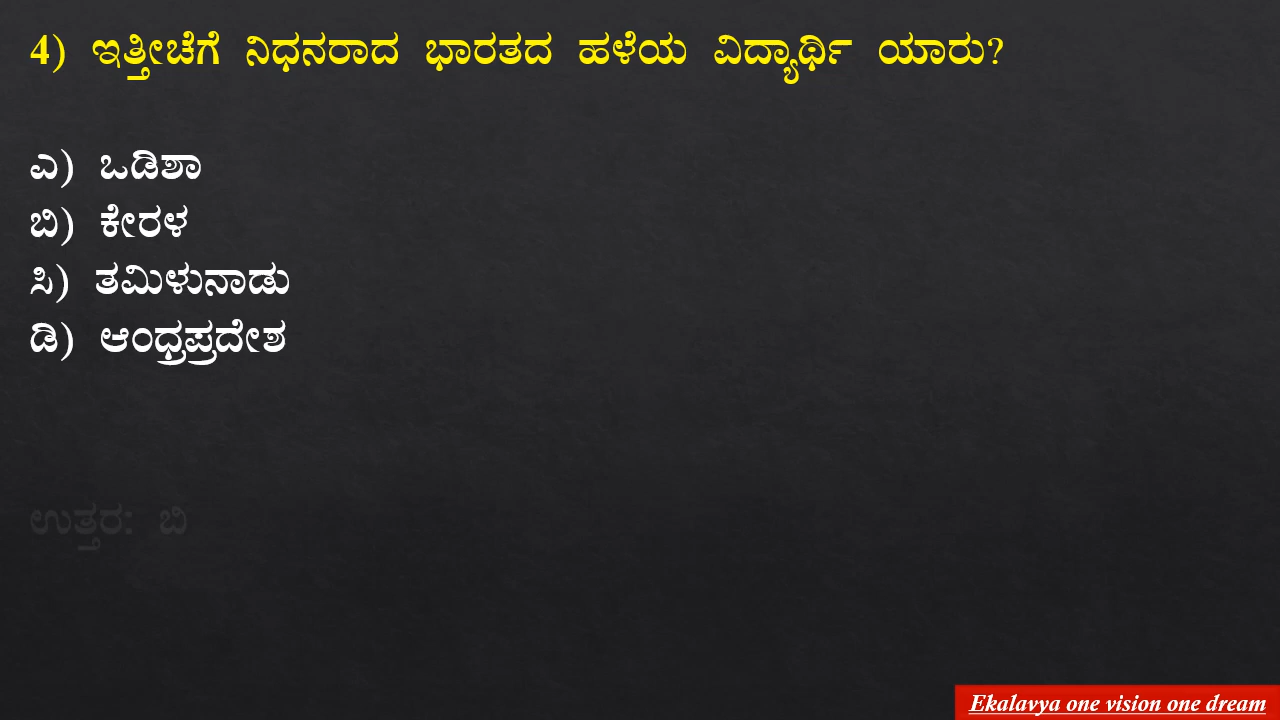 4) ಇತ್ತೀಚೆಗೆ ನಿಧನರಾದ ಭಾರತದ ಹಳೆಯ ವಿದ್ಯಾರ್ಥಿ ಯಾರು?
ಎ) ಒಡಿಶಾ
ಬಿ) ಕೇರಳ
ಸಿ) ತಮಿಳುನಾಡು
ಡಿ) ಆಂಧ್ರಪ್ರದೇಶ
ಉತ್ತರ: ಬಿ
Ekalavya one vision one dream